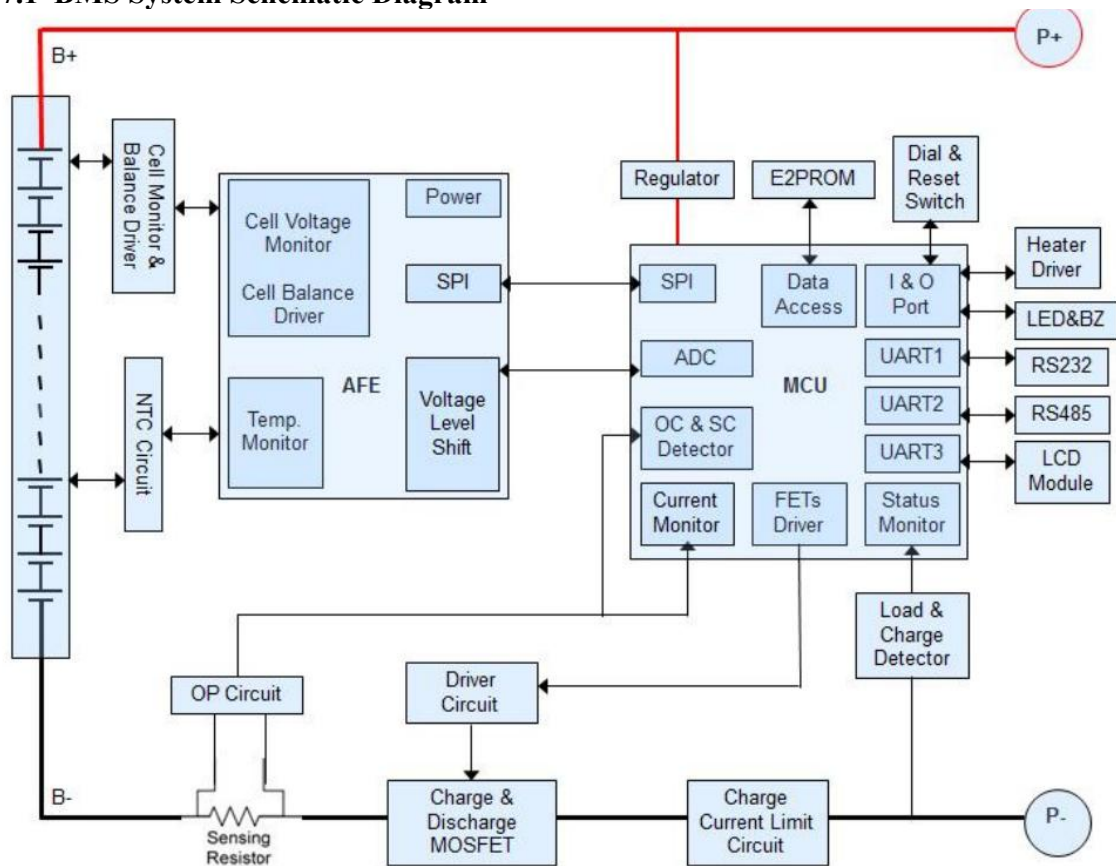 7.1 BMS System Schematic Diagram
B+
P+
Cell Monitor &
Balance Driver
Regulator
E2PROM
Dial &
Reset
Switch
Power
Cell Voltage
Monitor
Cell Balance
Driver
SPI
SPI
Data
Access
I & O
Port
Heater
Driver
LED&BZ
ADC
MCU
UART1
RS232
AFE
NTC Circuit
Temp.
Monitor
Voltage
Level
Shift
OC & SC
Detector
UART2
RS485
UART3
LCD
Module
Current
Monitor
FETs
Driver
Status
Monitor
Load &
Charge
Detector
OP Circuit
Driver
Circuit
B-
Sensing
Resistor
Charge &
Discharge
MOSFET
Charge
Current Limit
Circuit
P-